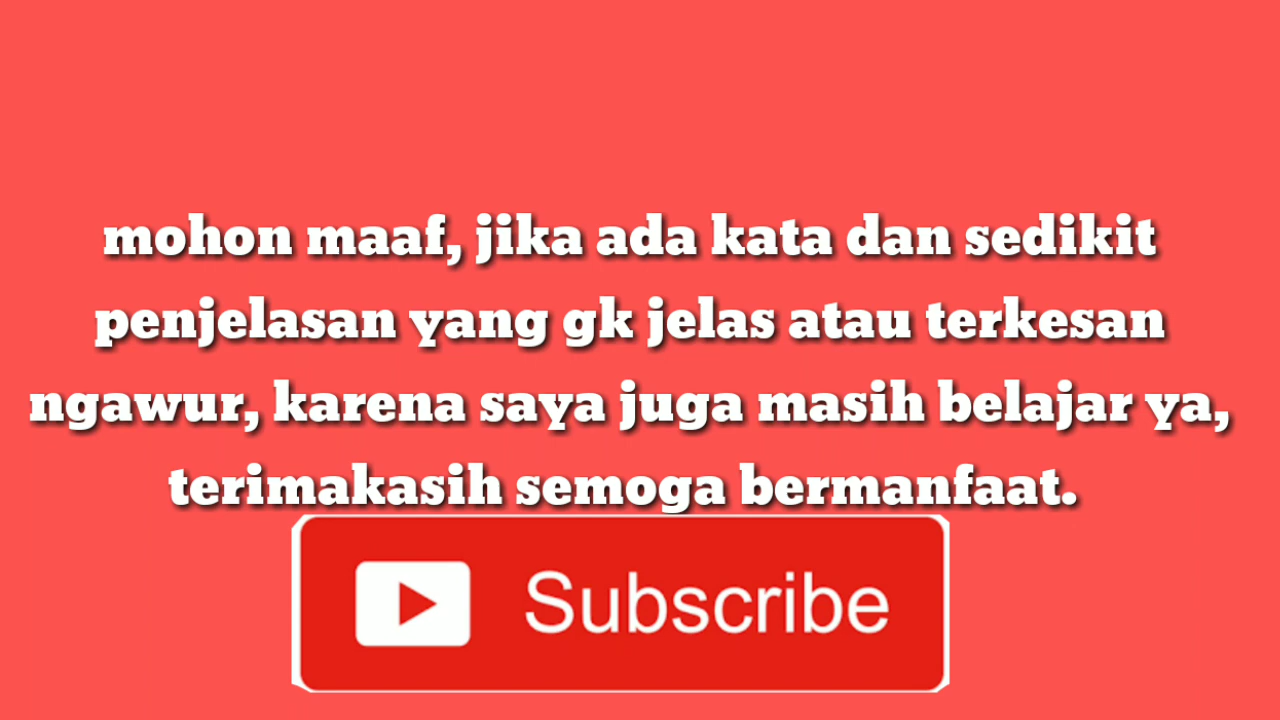 mohon maaf, jika ada kata dan sedikit
penjelasan yang gk jelas atau terkesan
ngawur, karena saya juga masih belajar ya,
terimakasih semoga bermanfaat.
Subscribe